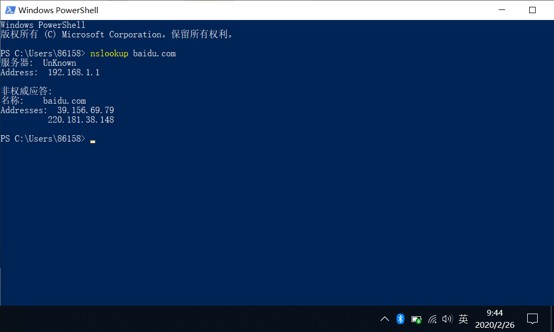 Windows PowerShell
Windows PowerShell
版权所有 (C) Microsoft Corporation。保留所有权利。
PS C:\Users\86158> nslookup baidu.com
服务器: UnKnown
Address: 192.168.1.1
非权威应答:
名称: baidu.com
Addresses: 39.156.69.79
220.181.38.148
PS C:\Users\86158>
英
9:44
2020/2/26